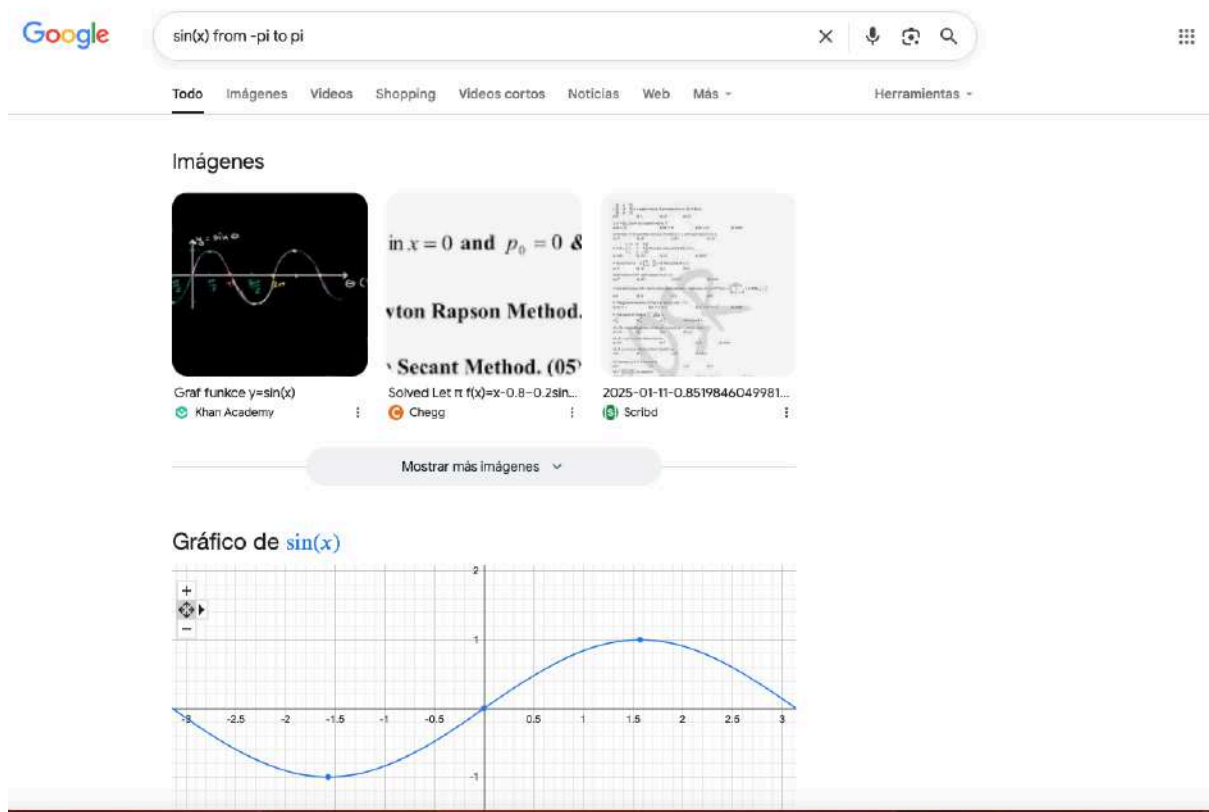 Google
sin(x) from -pi to pi
Todo Imágenes Videos Shopping Videos cortos Noticias Web Más Herramientas
Imágenes
y = sin θ
in x = 0 and p₀ = 0 &
vton Rapson Method.
Secant Method. (05
Graf funkce y=sin(x)
Khan Academy
Solved Let π f(x)=x-0.8-0.2sin...
Chegg
2025-01-11-0.8519846049981...
Scribd
Mostrar más imágenes
Gráfico de sin(x)
2
1
-3 -2.5 -2 -1.5 -1 -0.5 0.5 1 1.5 2 2.5 3
-1